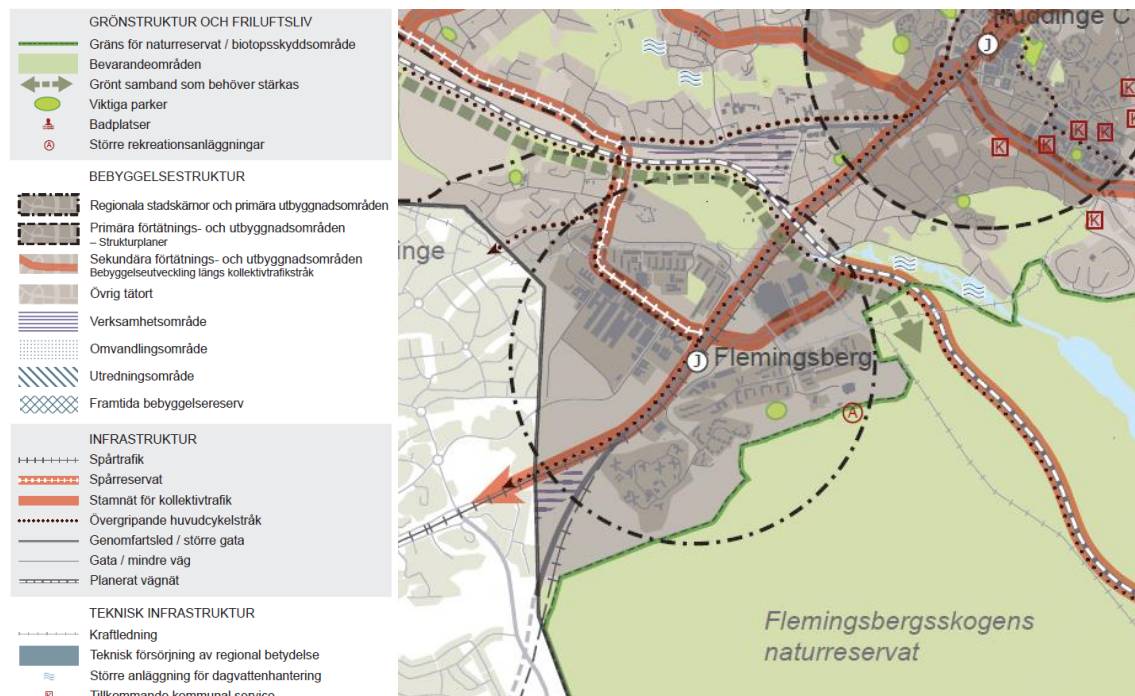 GRÖNSTRUKTUR OCH FRILUFTSLIV
Gräns för naturreservat / biotopsskyddsområde
Bevarandeområden
Grönt samband som behöver stärkas
Viktiga parker
Badplatser
A Större rekreationsanläggningar
BEBYGGELSESTRUKTUR
Regionala stadskärnor och primära utbyggnadsområden
Primära förtätnings- och utbyggnadsområden
– Strukturplaner
Sekundära förtätnings- och utbyggnadsområden
Bebyggelseutveckling längs kollektivtrafikstråk
Övrig tätort
Verksamhetsområde
Omvandlingsområde
Utredningsområde
Framtida bebyggelsereserv
INFRASTRUKTUR
Spårtrafik
Spårreservat
Stamnät för kollektivtrafik
Övergripande huvudcykelstråk
Genomfartsled / större gata
Gata / mindre väg
Planerat vägnät
TEKNISK INFRASTRUKTUR
Kraftledning
Teknisk försörjning av regional betydelse
Större anläggning för dagvattenhantering
K Tillkommande kommunal service
Huddinge C
J
K
K
K
K
K
K
K
inge
J Flemingsberg
A
Flemingsbergsskogens
naturreservat